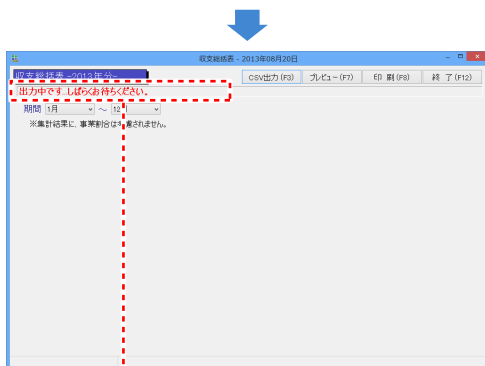 収支総括表 - 2013年08月20日
収支総括表 -2013年分-
CSV出力(F3) プレビュー(F7) 印 刷(F8) 終 了(F12)
出力中です...しばらくお待ちください。
期間 1月 ～ 12月
※集計結果に、事業割合は考慮されません。